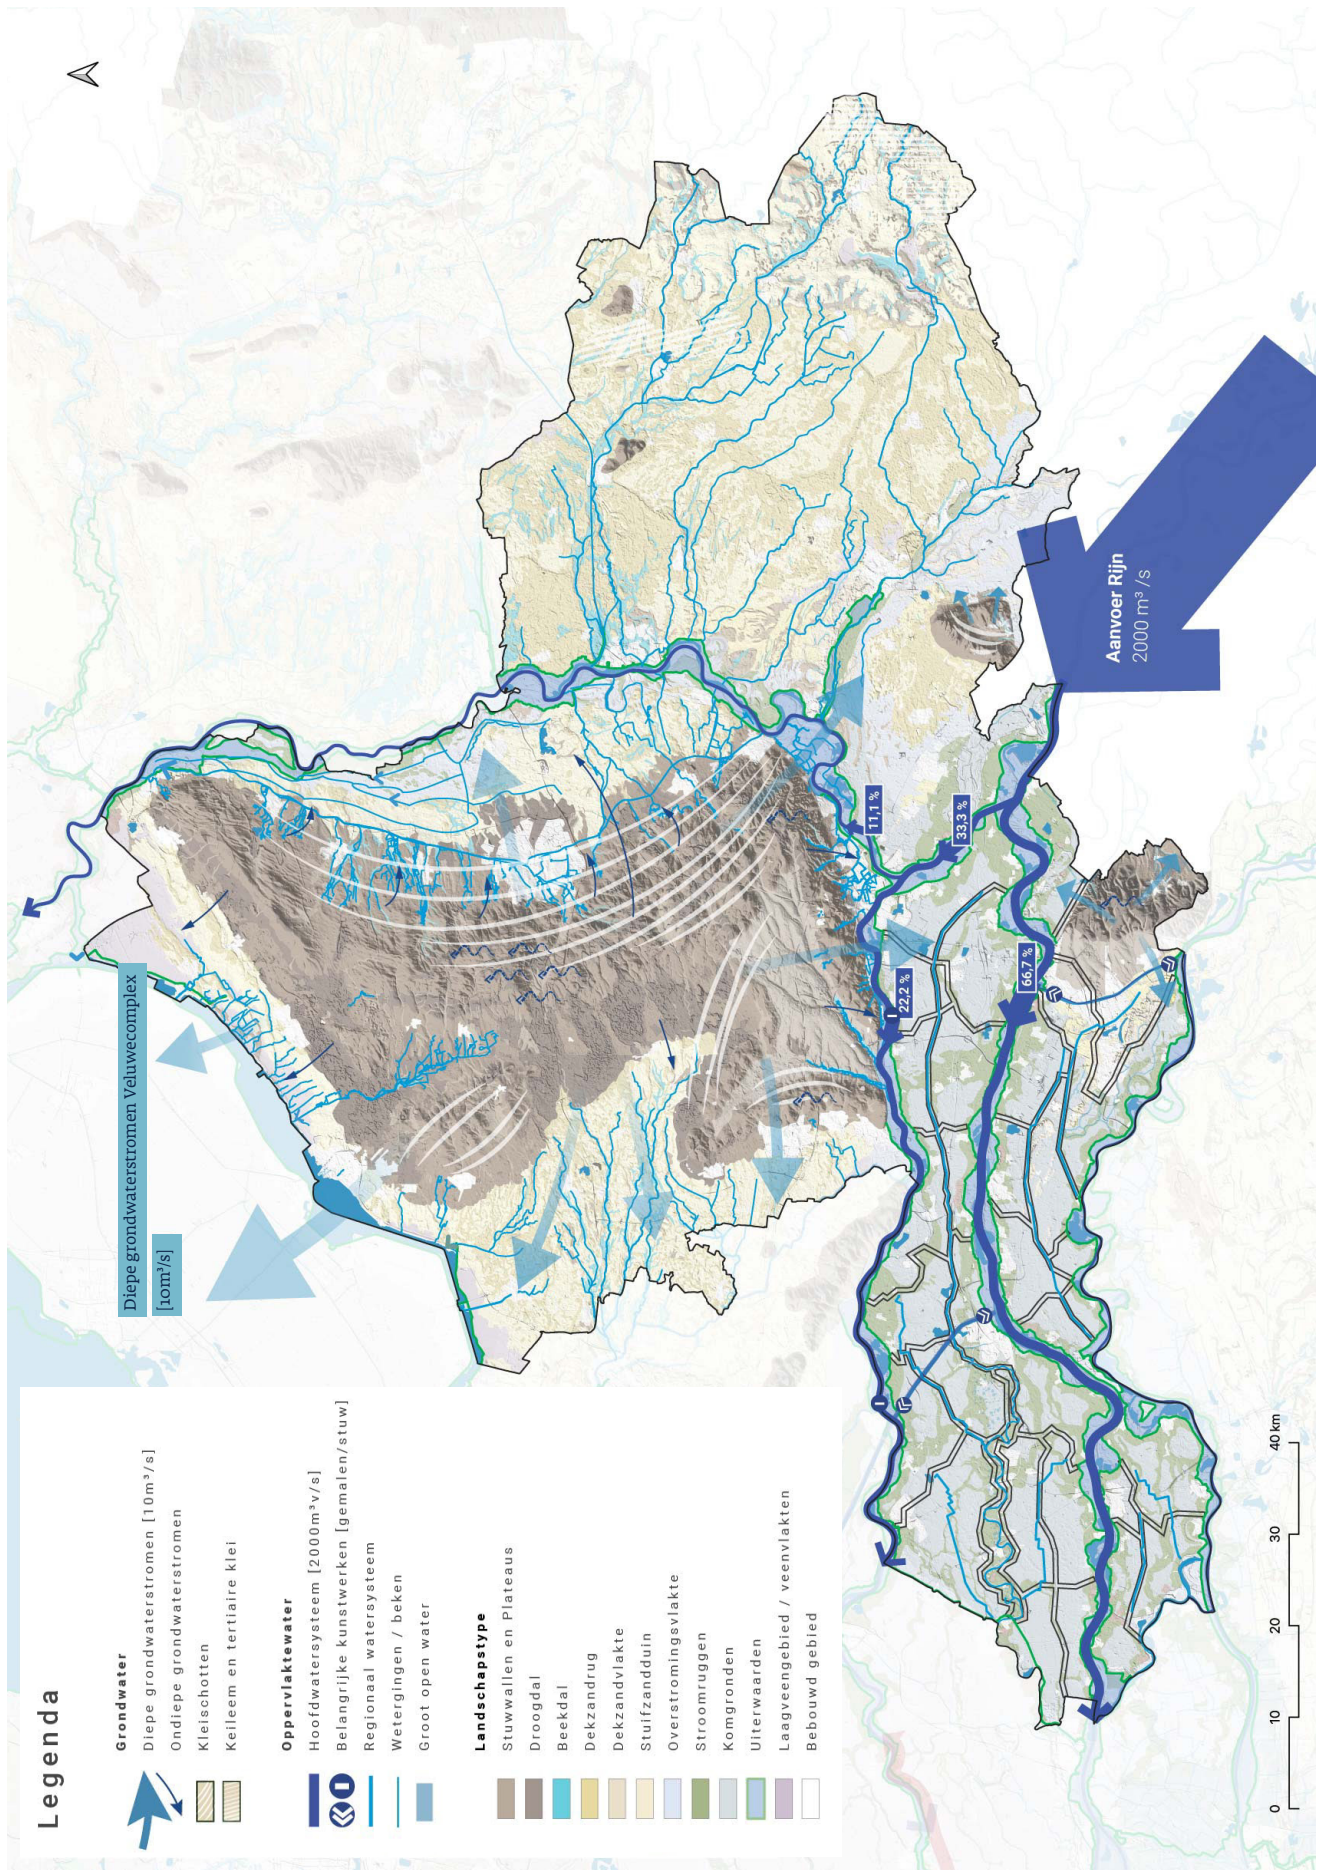 Legenda
Grondwater
Diepe grondwaterstromen [10m³/s]
Ondiepe grondwaterstromen
Kleischotten
Keileem en tertiaire klei
Oppervlaktewater
Hoofdwatersysteem [2000m³v/s]
Belangrijke kunstwerken [gemalen/stuw]
Regionaal watersysteem
Weteringen / beken
Groot open water
Landschapstype
Stuwwallen en Plateaus
Droogdal
Beekdal
Dekzandrug
Dekzandvlakte
Stuifzandduin
Overstromingsvlakte
Stroomruggen
Komgronden
Uiterwaarden
Laagveengebied / veenvlakten
Bebouwd gebied
Diepe grondwaterstromen Veluwecomplex
[10m³/s]
11,1 %
33,3 %
22,2 %
66,7 %
Aanvoer Rijn
2000 m³/s
0
10
20
30
40 km